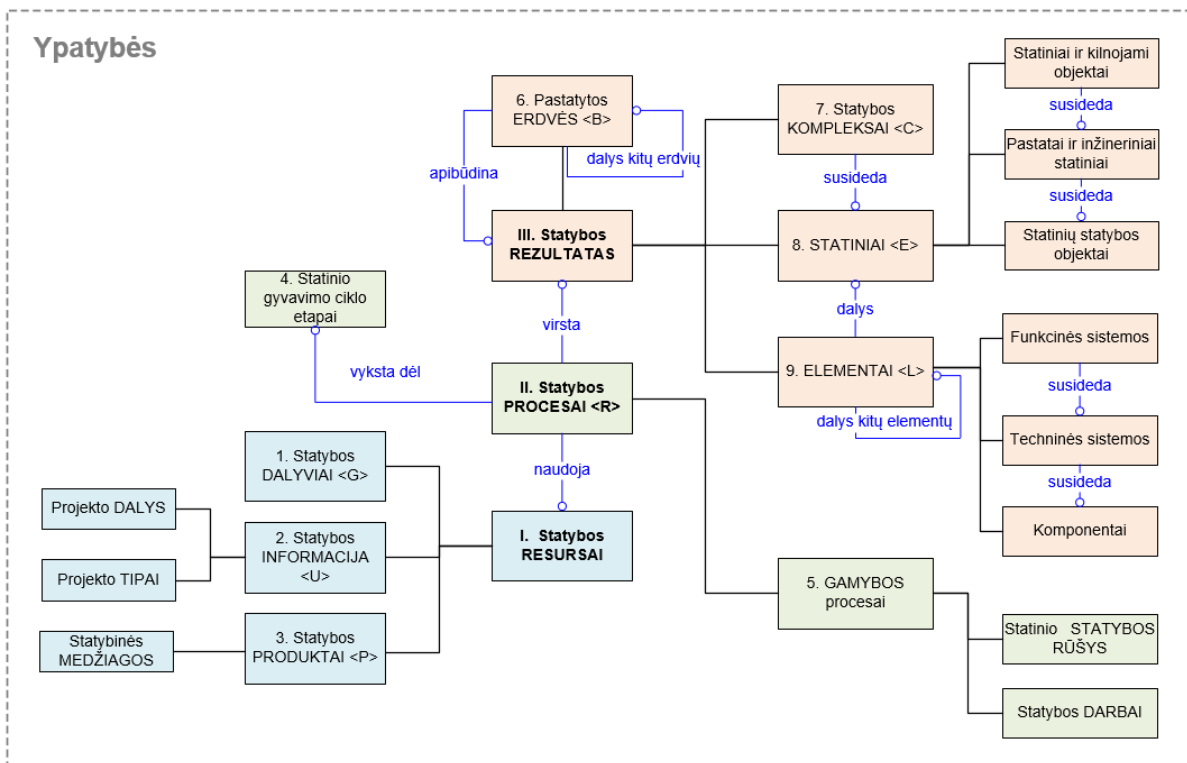 Ypatybės
Statiniai ir kilnojami
objektai
susideda
Pastatai ir inžineriniai
statiniai
susideda
Statinių statybos
objektai
6. Pastatytos
ERDVĖS <B>
dalys kitų erdvių
apibūdina
7. Statybos
KOMPLEKSAI <C>
susideda
III. Statybos
REZULTATAS
8. STATINIAI <E>
4. Statinio
gyvavimo ciklo
etapai
virsta
dalys
vyksta dėl
II. Statybos
PROCESAI <R>
9. ELEMENTAI <L>
dalys kitų elementų
Funkcinės sistemos
susideda
Techninės sistemos
susideda
Komponentai
naudoja
1. Statybos
DALYVIAI <G>
Projekto DALYS
2. Statybos
INFORMACIJA
<U>
I. Statybos
RESURSAI
Projekto TIPAI
Statybinės
MEDŽIAGOS
3. Statybos
PRODUKTAI <P>
5. GAMYBOS
procesai
Statinio STATYBOS
RŪŠYS
Statybos DARBAI